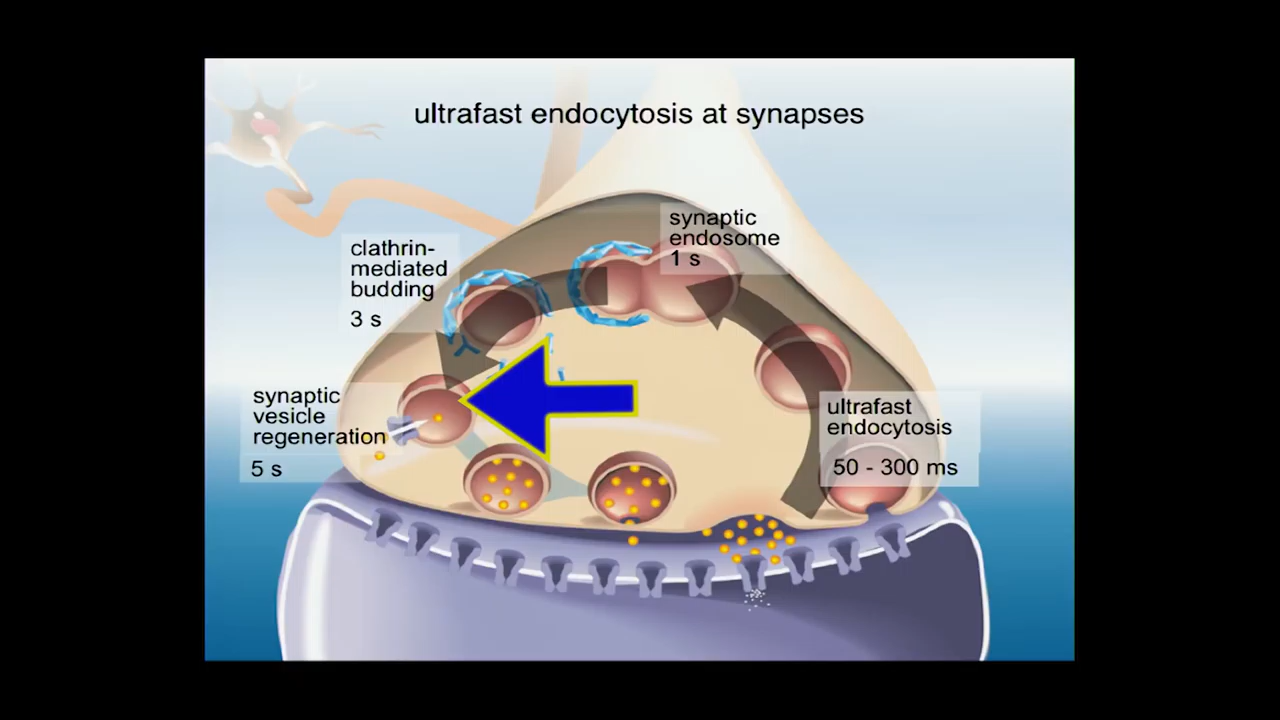 ultrafast endocytosis at synapses
synaptic
endosome
1 s
clathrin-
mediated
budding
3 s
synaptic
vesicle
regeneration
5 s
ultrafast
endocytosis
50 - 300 ms